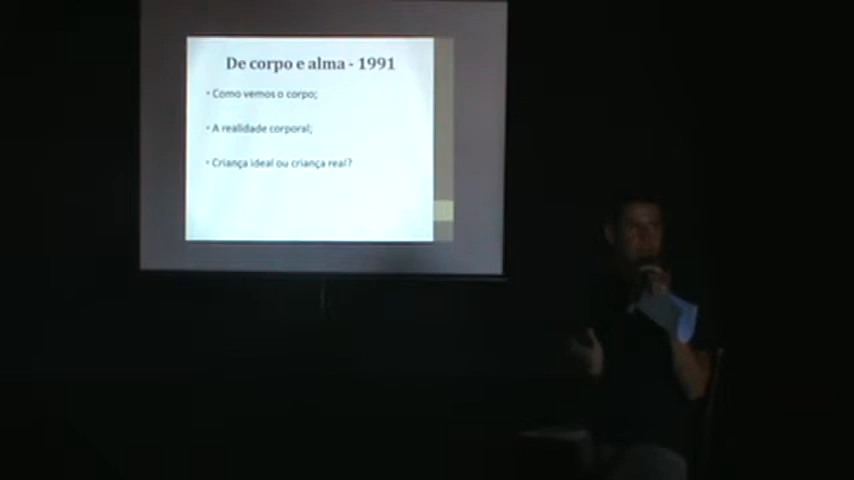 De corpo e alma - 1991
• Como vemos o corpo;
• A realidade corporal;
• Criança ideal ou criança real?